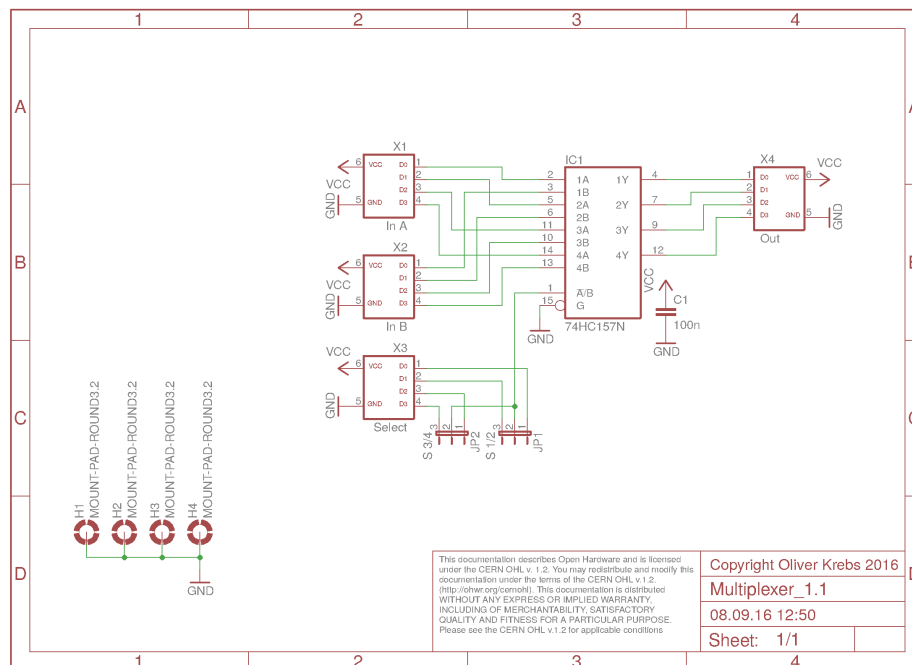 1 2 3 4
A
A
X1
6 VCC D0 1
D1 2
D2 3
5 GND D3 4
VCC
GND
In A
X2
6 VCC D0 1
D1 2
D2 3
5 GND D3 4
VCC
GND
In B
IC1
2 1A 1Y 4
3 1B
5 2A 2Y 7
6 2B
11 3A 3Y 9
10 3B
14 4A 4Y 12
13 4B
1 A/B
15 G
74HC157N
GND
X4
1 D0 VCC 6
2 D1
3 D2
4 D3 GND 5
VCC
GND
Out
B
B
VCC
C1
100n
GND
X3
6 VCC D0 1
D1 2
D2 3
5 GND D3 4
VCC
GND
Select
S 3/4
3 2 1
JP2
S 1/2
3 2 1
JP1
C
C
H1
MOUNT-PAD-ROUND3.2
H2
MOUNT-PAD-ROUND3.2
H3
MOUNT-PAD-ROUND3.2
H4
MOUNT-PAD-ROUND3.2
GND
D
D
This documentation describes Open Hardware and is licensed
under the CERN OHL v. 1.2. You may redistribute and modify this
documentation under the terms of the CERN OHL v.1.2.
(http://ohwr.org/cernohl). This documentation is distributed
WITHOUT ANY EXPRESS OR IMPLIED WARRANTY,
INCLUDING OF MERCHANTABILITY, SATISFACTORY
QUALITY AND FITNESS FOR A PARTICULAR PURPOSE.
Please see the CERN OHL v.1.2 for applicable conditions
Copyright Oliver Krebs 2016
Multiplexer_1.1
08.09.16 12:50
Sheet: 1/1
1 2 3 4